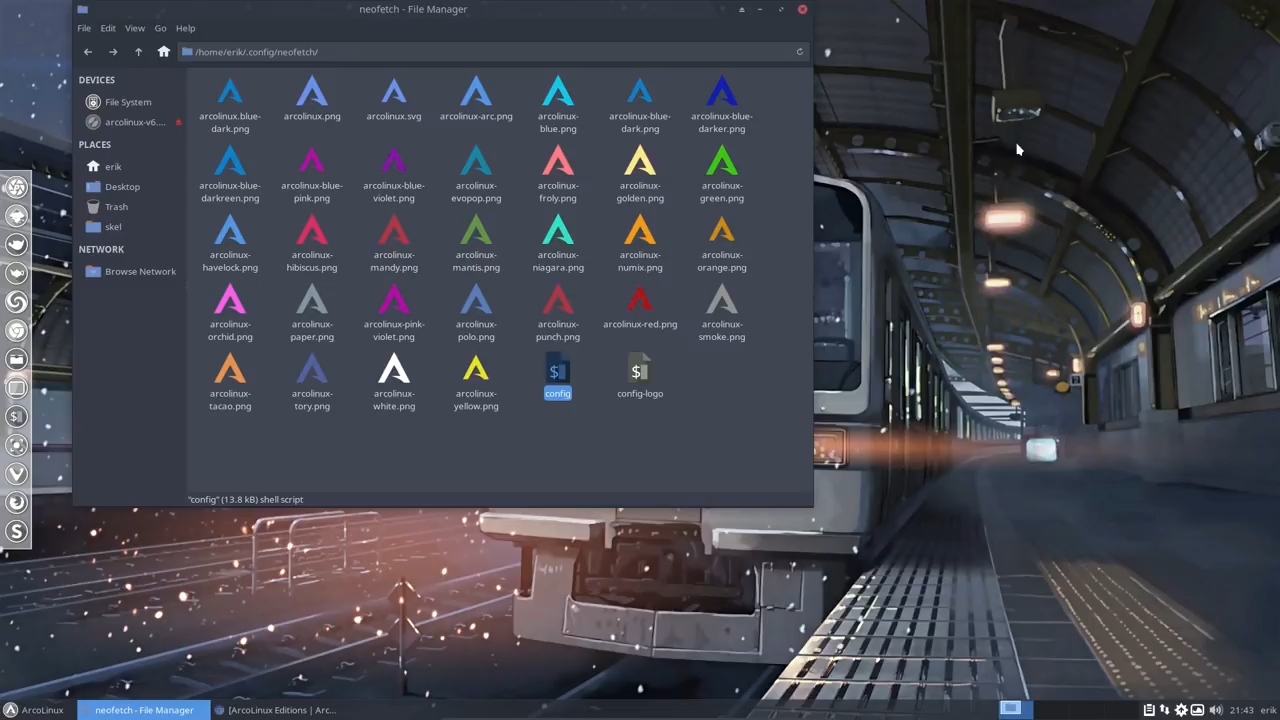 neofetch - File Manager
File Edit View Go Help
/home/erik/.config/neofetch/
DEVICES
File System
arcolinux-v6....
PLACES
erik
Desktop
Trash
skel
NETWORK
Browse Network
arcolinux.blue-
dark.png
arcolinux.png
arcolinux.svg
arcolinux-arc.png
arcolinux-
blue.png
arcolinux-blue-
dark.png
arcolinux-blue-
darker.png
arcolinux-blue-
darkreen.png
arcolinux-blue-
pink.png
arcolinux-blue-
violet.png
arcolinux-
evopop.png
arcolinux-
froly.png
arcolinux-
golden.png
arcolinux-
green.png
arcolinux-
havelock.png
arcolinux-
hibiscus.png
arcolinux-
mandy.png
arcolinux-
mantis.png
arcolinux-
niagara.png
arcolinux-
numix.png
arcolinux-
orange.png
arcolinux-
orchid.png
arcolinux-
paper.png
arcolinux-pink-
violet.png
arcolinux-
polo.png
arcolinux-
punch.png
arcolinux-red.png
arcolinux-
smoke.png
arcolinux-
tacao.png
arcolinux-
tory.png
arcolinux-
white.png
arcolinux-
yellow.png
$
config
$
config-logo
"config" (13.8 kB) shell script
ArcoLinux
neofetch - File Manager
[ArcoLinux Editions | Arc...
21:43
erik